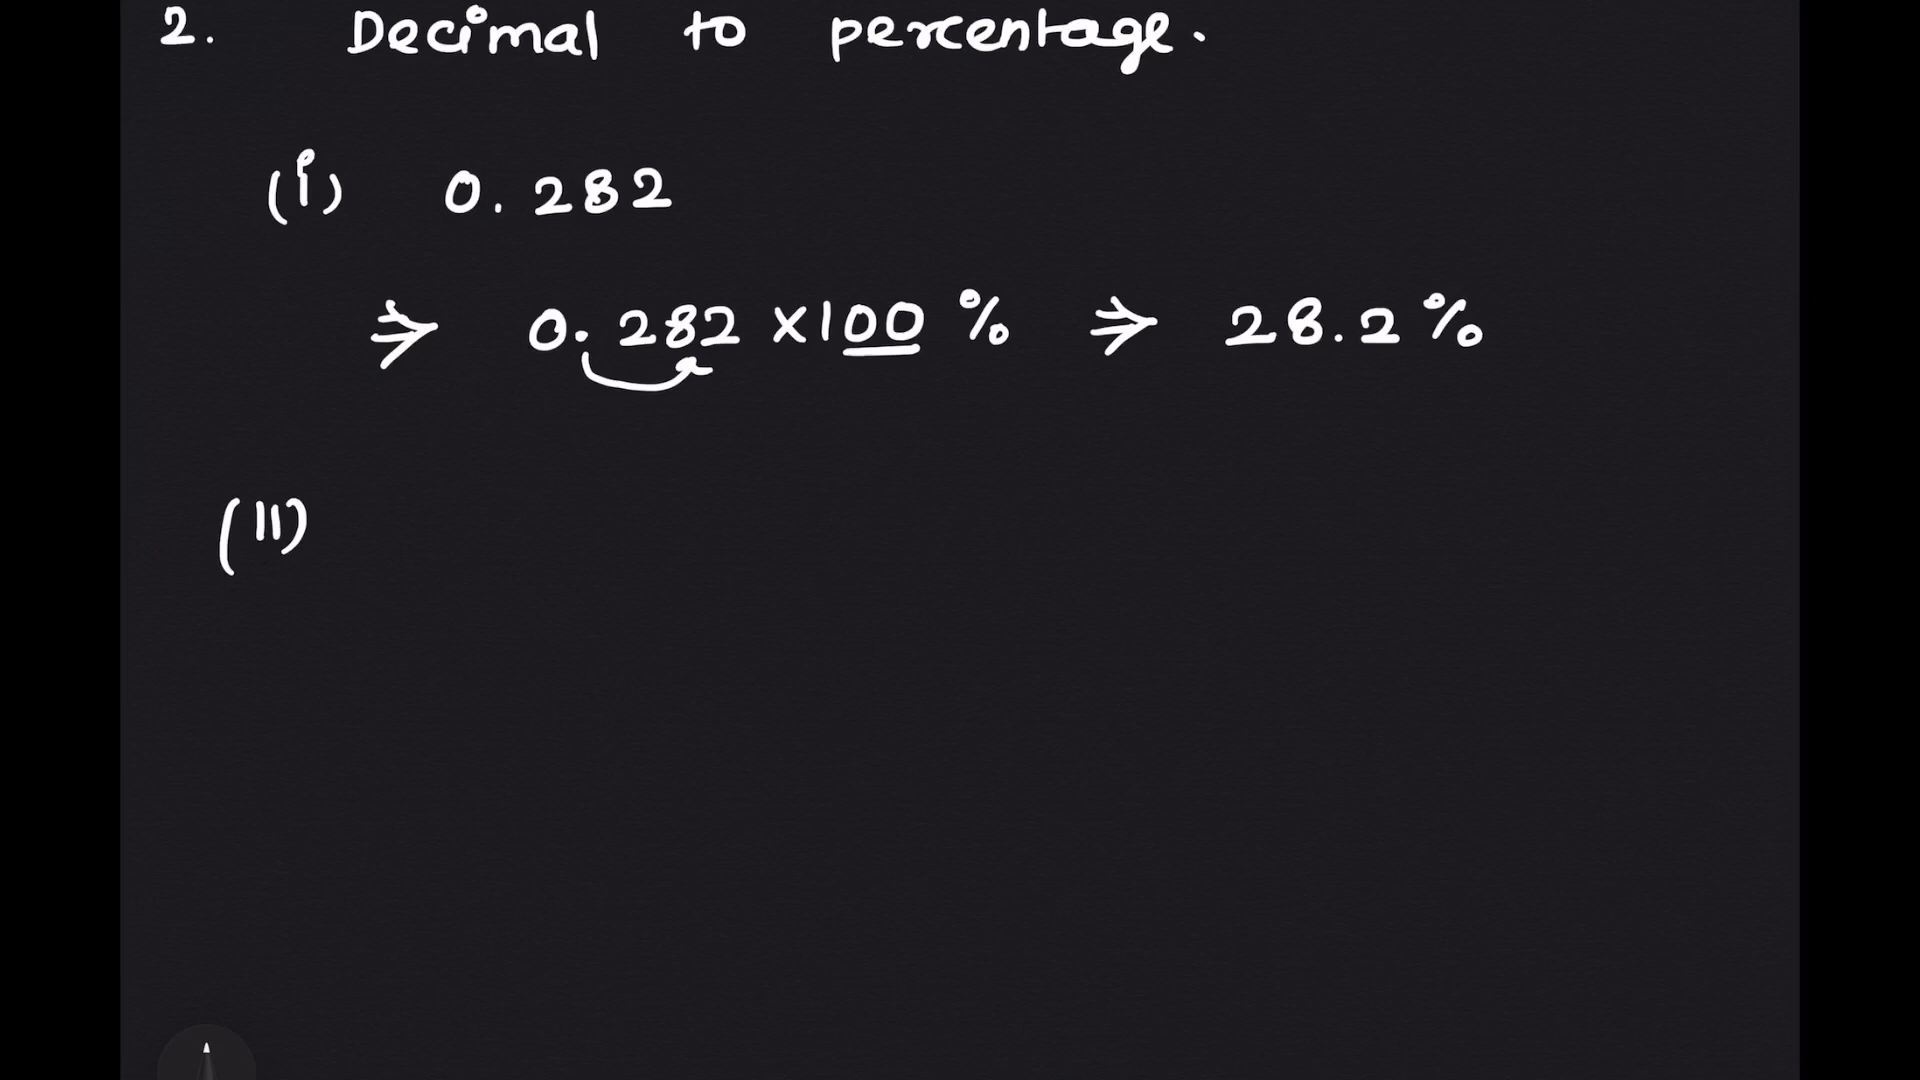 2. Decimal to percentage.
(i) 0.282
⇒ 0.282 ×100 % ⇒ 28.2 %
(II)